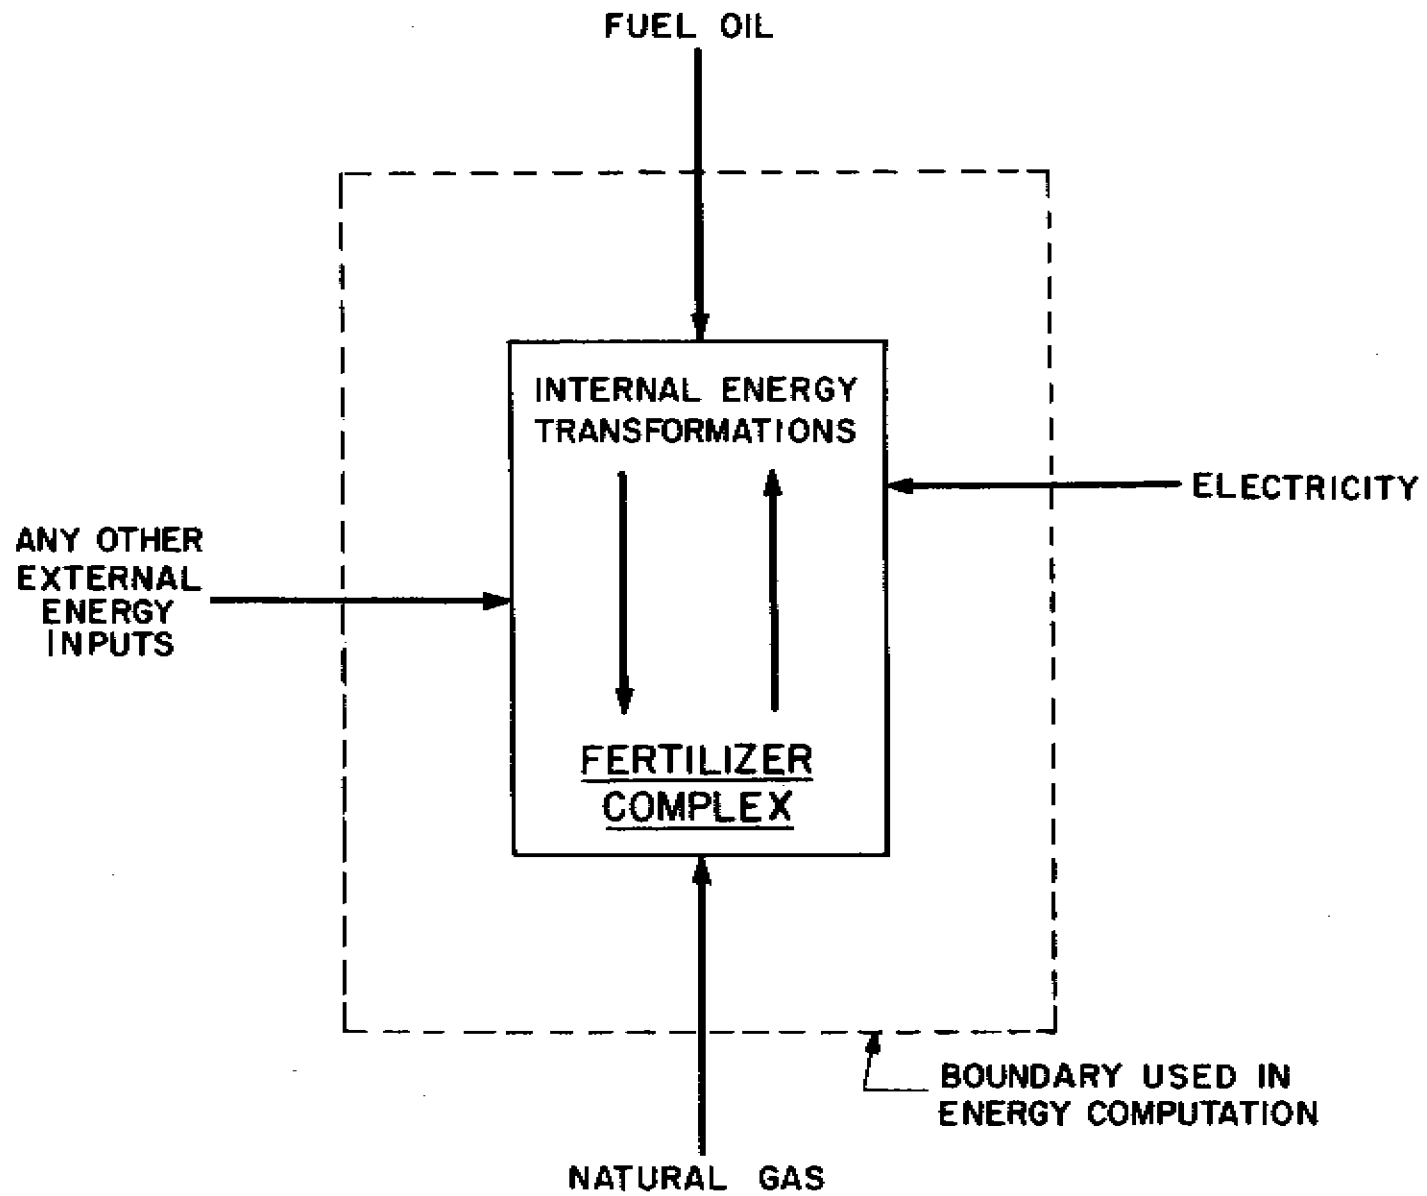 FUEL OIL
INTERNAL ENERGY
TRANSFORMATIONS
ELECTRICITY
ANY OTHER
EXTERNAL
ENERGY
INPUTS
FERTILIZER
COMPLEX
BOUNDARY USED IN
ENERGY COMPUTATION
NATURAL GAS